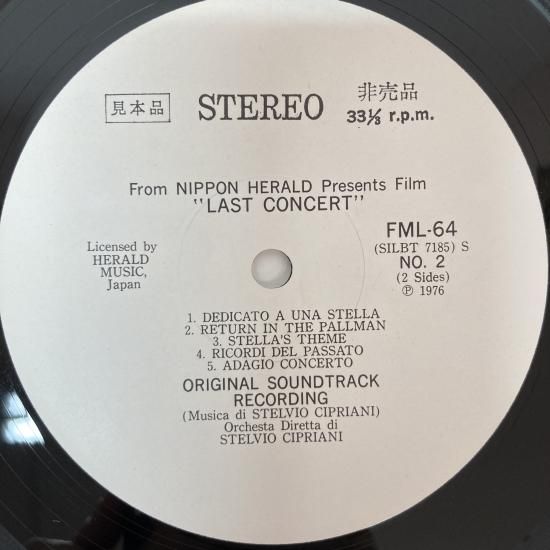 見本品 STEREO 非売品
33⅓ r.p.m.
From NIPPON HERALD Presents Film
"LAST CONCERT"
FML-64
(SILBT 7185) S
NO. 2
(2 Sides)
Ⓟ 1976
Licensed by
HERALD
MUSIC,
Japan
1. DEDICATO A UNA STELLA
2. RETURN IN THE PALLMAN
3. STELLA'S THEME
4. RICORDI DEL PASSATO
5. ADAGIO CONCERTO
ORIGINAL SOUNDTRACK
RECORDING
(Musica di STELVIO CIPRIANI)
Orchesta Diretta di
STELVIO CIPRIANI